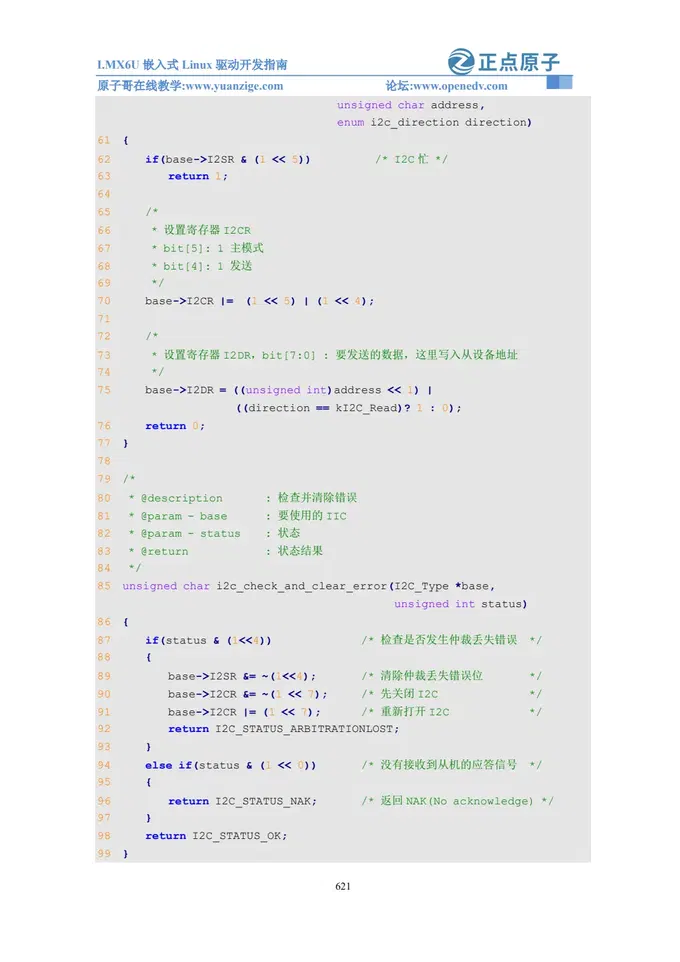 I.MX6U 嵌入式 Linux 驱动开发指南
正点原子
原子哥在线教学:www.yuanzige.com 论坛:www.openedv.com
unsigned char address,
enum i2c_direction direction)
61 {
62 if(base->I2SR & (1 << 5)) /* I2C 忙 */
63 return 1;
64
65 /*
66 * 设置寄存器 I2CR
67 * bit[5]: 1 主模式
68 * bit[4]: 1 发送
69 */
70 base->I2CR |= (1 << 5) | (1 << 4);
71
72 /*
73 * 设置寄存器 I2DR，bit[7:0] : 要发送的数据，这里写入从设备地址
74 */
75 base->I2DR = ((unsigned int)address << 1) |
((direction == kI2C_Read)? 1 : 0);
76 return 0;
77 }
78
79 /*
80 * @description : 检查并清除错误
81 * @param - base : 要使用的 IIC
82 * @param - status : 状态
83 * @return : 状态结果
84 */
85 unsigned char i2c_check_and_clear_error(I2C_Type *base,
unsigned int status)
86 {
87 if(status & (1<<4)) /* 检查是否发生仲裁丢失错误 */
88 {
89 base->I2SR &= ~(1<<4); /* 清除仲裁丢失错误位 */
90 base->I2CR &= ~(1 << 7); /* 先关闭 I2C */
91 base->I2CR |= (1 << 7); /* 重新打开 I2C */
92 return I2C_STATUS_ARBITRATIONLOST;
93 }
94 else if(status & (1 << 0)) /* 没有接收到从机的应答信号 */
95 {
96 return I2C_STATUS_NAK; /* 返回 NAK(No acknowledge) */
97 }
98 return I2C_STATUS_OK;
99 }
621